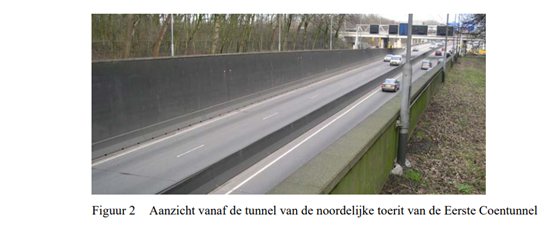 Figuur 2 Aanzicht vanaf de tunnel van de noordelijke toerit van de Eerste Coentunnel